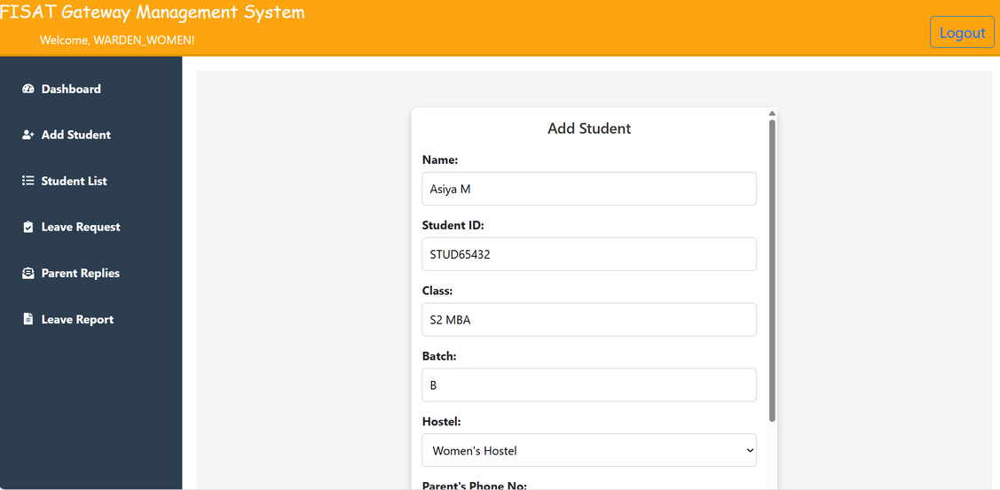 FISAT Gateway Management System
Welcome, WARDEN_WOMEN!
Logout
Dashboard
Add Student
Student List
Leave Request
Parent Replies
Leave Report
Add Student
Name:
Asiya M
Student ID:
STUD65432
Class:
S2 MBA
Batch:
B
Hostel:
Women's Hostel
Parent's Phone No: